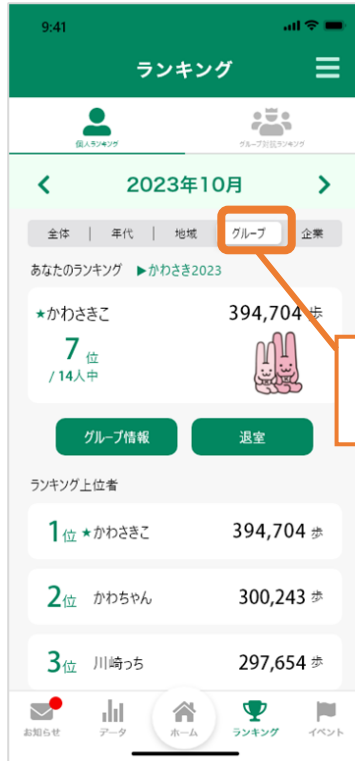 9:41
ランキング
個人ランキング グループ対抗ランキング
2023年10月
全体 | 年代 | 地域 グループ 企業
あなたのランキング ▶かわさき2023
★かわさきこ 394,704 歩
7 位
/ 14人中
グループ情報 退室
ランキング上位者
1位 ★かわさきこ 394,704 歩
2位 かわちゃん 300,243 歩
3位 川崎っち 297,654 歩
お知らせ データ ホーム ランキング イベント